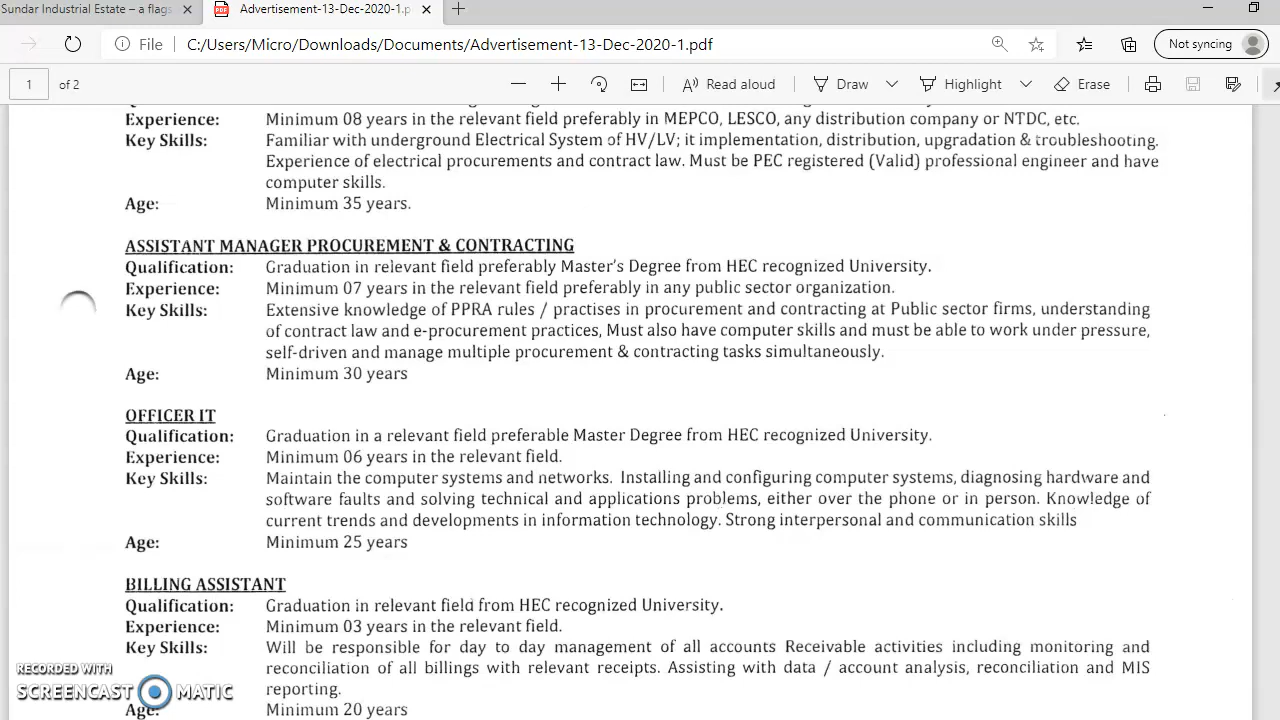 Sundar Industrial Estate – a flags
Advertisement-13-Dec-2020-1.p
File
C:/Users/Micro/Downloads/Documents/Advertisement-13-Dec-2020-1.pdf
Not syncing
1
of 2
Read aloud
Draw
Highlight
Erase
Experience: Minimum 08 years in the relevant field preferably in MEPCO, LESCO, any distribution company or NTDC, etc.
Key Skills: Familiar with underground Electrical System of HV/LV; it implementation, distribution, upgradation & troubleshooting.
Experience of electrical procurements and contract law. Must be PEC registered (Valid) professional engineer and have
computer skills.
Age: Minimum 35 years.
ASSISTANT MANAGER PROCUREMENT & CONTRACTING
Qualification: Graduation in relevant field preferably Master's Degree from HEC recognized University.
Experience: Minimum 07 years in the relevant field preferably in any public sector organization.
Key Skills: Extensive knowledge of PPRA rules / practises in procurement and contracting at Public sector firms, understanding
of contract law and e-procurement practices, Must also have computer skills and must be able to work under pressure,
self-driven and manage multiple procurement & contracting tasks simultaneously.
Age: Minimum 30 years
OFFICER IT
Qualification: Graduation in a relevant field preferable Master Degree from HEC recognized University.
Experience: Minimum 06 years in the relevant field.
Key Skills: Maintain the computer systems and networks. Installing and configuring computer systems, diagnosing hardware and
software faults and solving technical and applications problems, either over the phone or in person. Knowledge of
current trends and developments in information technology. Strong interpersonal and communication skills
Age: Minimum 25 years
BILLING ASSISTANT
Qualification: Graduation in relevant field from HEC recognized University.
Experience: Minimum 03 years in the relevant field.
Key Skills: Will be responsible for day to day management of all accounts Receivable activities including monitoring and
reconciliation of all billings with relevant receipts. Assisting with data / account analysis, reconciliation and MIS
reporting.
Age: Minimum 20 years
RECORDED WITH
SCREENCAST MATIC